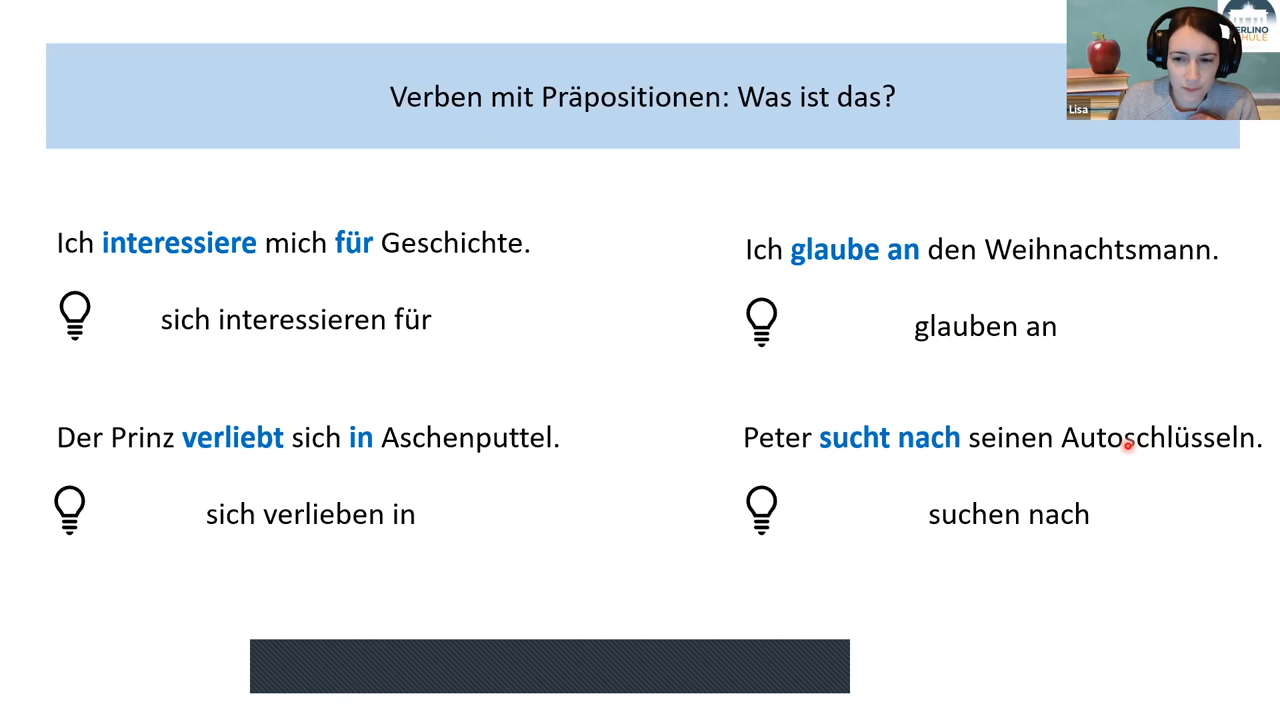 Verben mit Präpositionen: Was ist das?
Lisa
Ich interessiere mich für Geschichte.
sich interessieren für
Ich glaube an den Weihnachtsmann.
glauben an
Der Prinz verliebt sich in Aschenputtel.
sich verlieben in
Peter sucht nach seinen Autoschlüsseln.
suchen nach